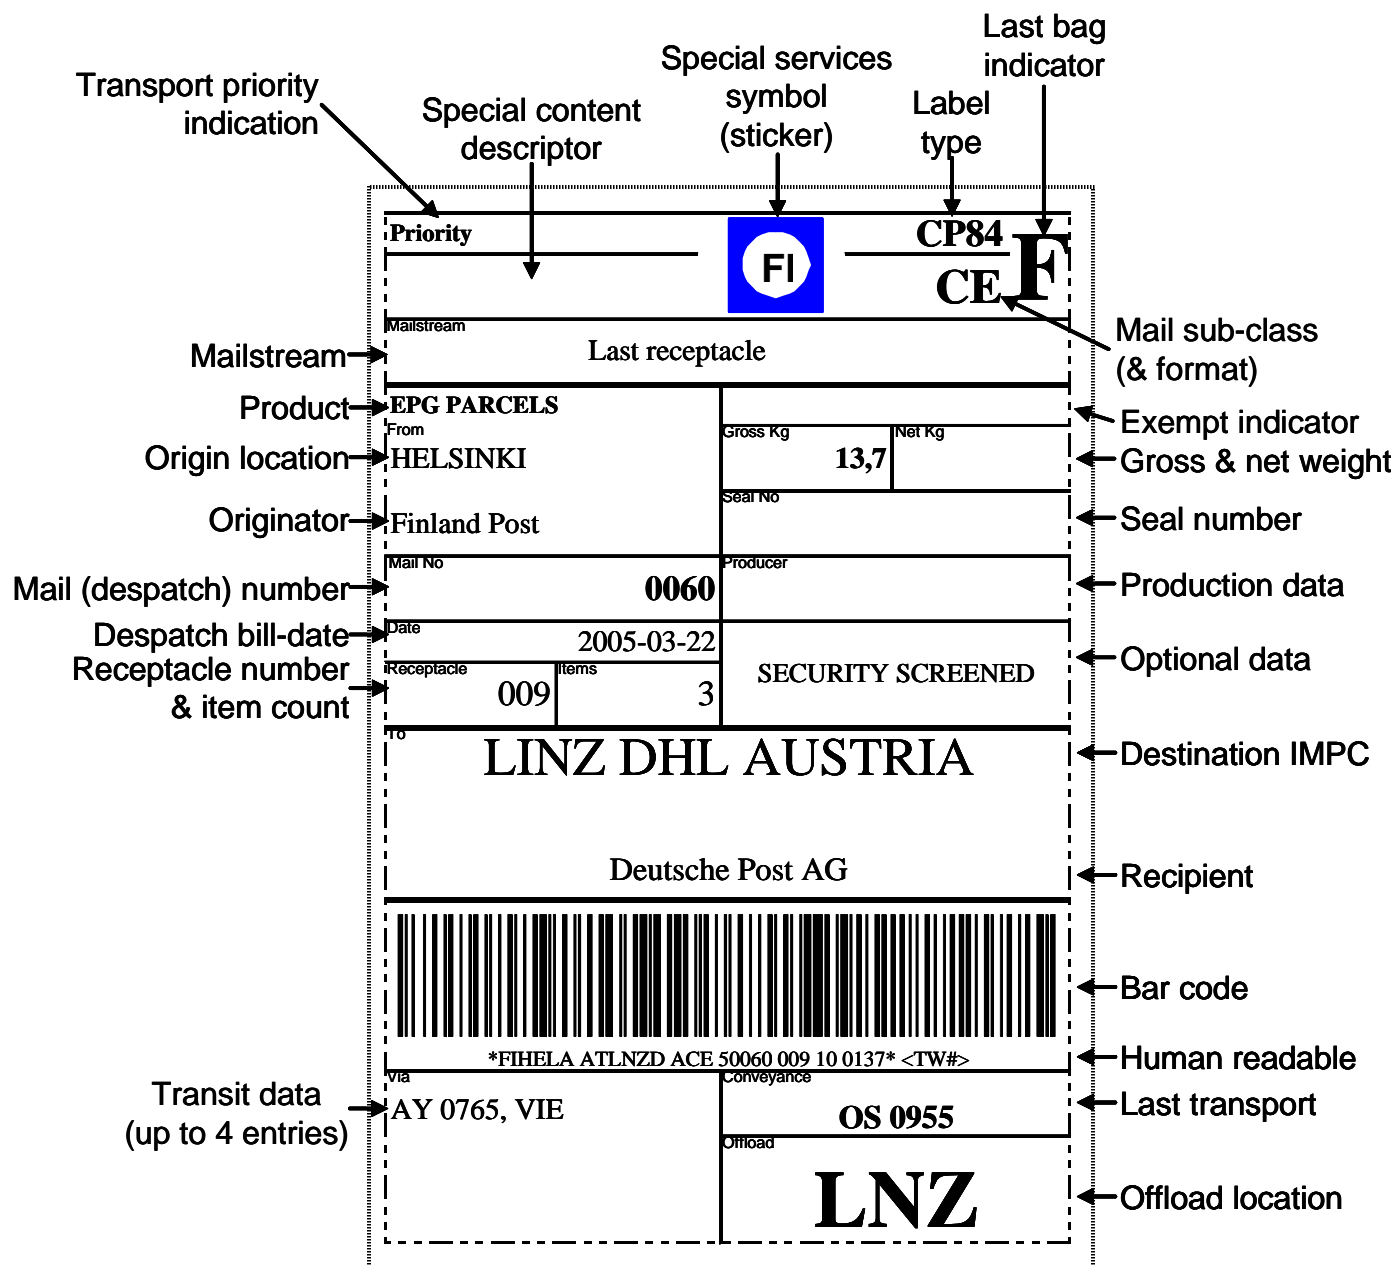 Last bag
indicator
Special services
symbol
(sticker)
Transport priority
indication
Special content
descriptor
Label
type
Priority
FI
CP84
F
CE
Mail sub-class
(& format)
Mailstream
Mailstream
Last receptacle
Product
EPG PARCELS
Exempt indicator
From
Gross Kg
Net Kg
Origin location
HELSINKI
13,7
Gross & net weight
Seal No
Originator
Finland Post
Seal number
Mail No
Producer
Mail (despatch) number
0060
Production data
Despatch bill-date
Date
2005-03-22
Receptacle number
& item count
Receptacle
009
Items
3
SECURITY SCREENED
Optional data
To
LINZ DHL AUSTRIA
Destination IMPC
Deutsche Post AG
Recipient
Bar code
*FIHELA ATLNZD ACE 50060 009 10 0137* <TW#>
Human readable
Via
Conveyance
Transit data
(up to 4 entries)
AY 0765, VIE
OS 0955
Last transport
Offload
LNZ
Offload location